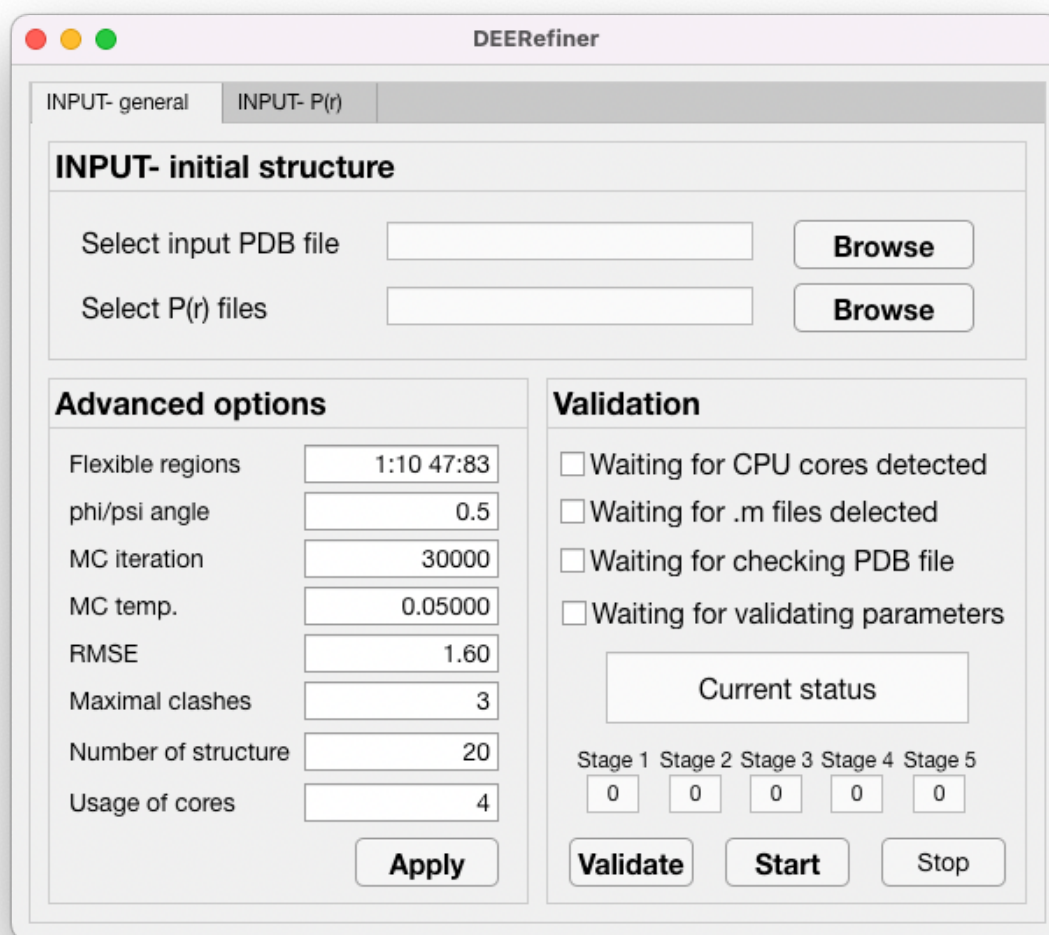 DEERefiner
INPUT- general
INPUT- P(r)
INPUT- initial structure
Select input PDB file
Browse
Select P(r) files
Browse
Advanced options
Flexible regions 1:10 47:83
phi/psi angle 0.5
MC iteration 30000
MC temp. 0.05000
RMSE 1.60
Maximal clashes 3
Number of structure 20
Usage of cores 4
Apply
Validation
Waiting for CPU cores detected
Waiting for .m files delected
Waiting for checking PDB file
Waiting for validating parameters
Current status
Stage 1 Stage 2 Stage 3 Stage 4 Stage 5
0 0 0 0 0
Validate Start Stop